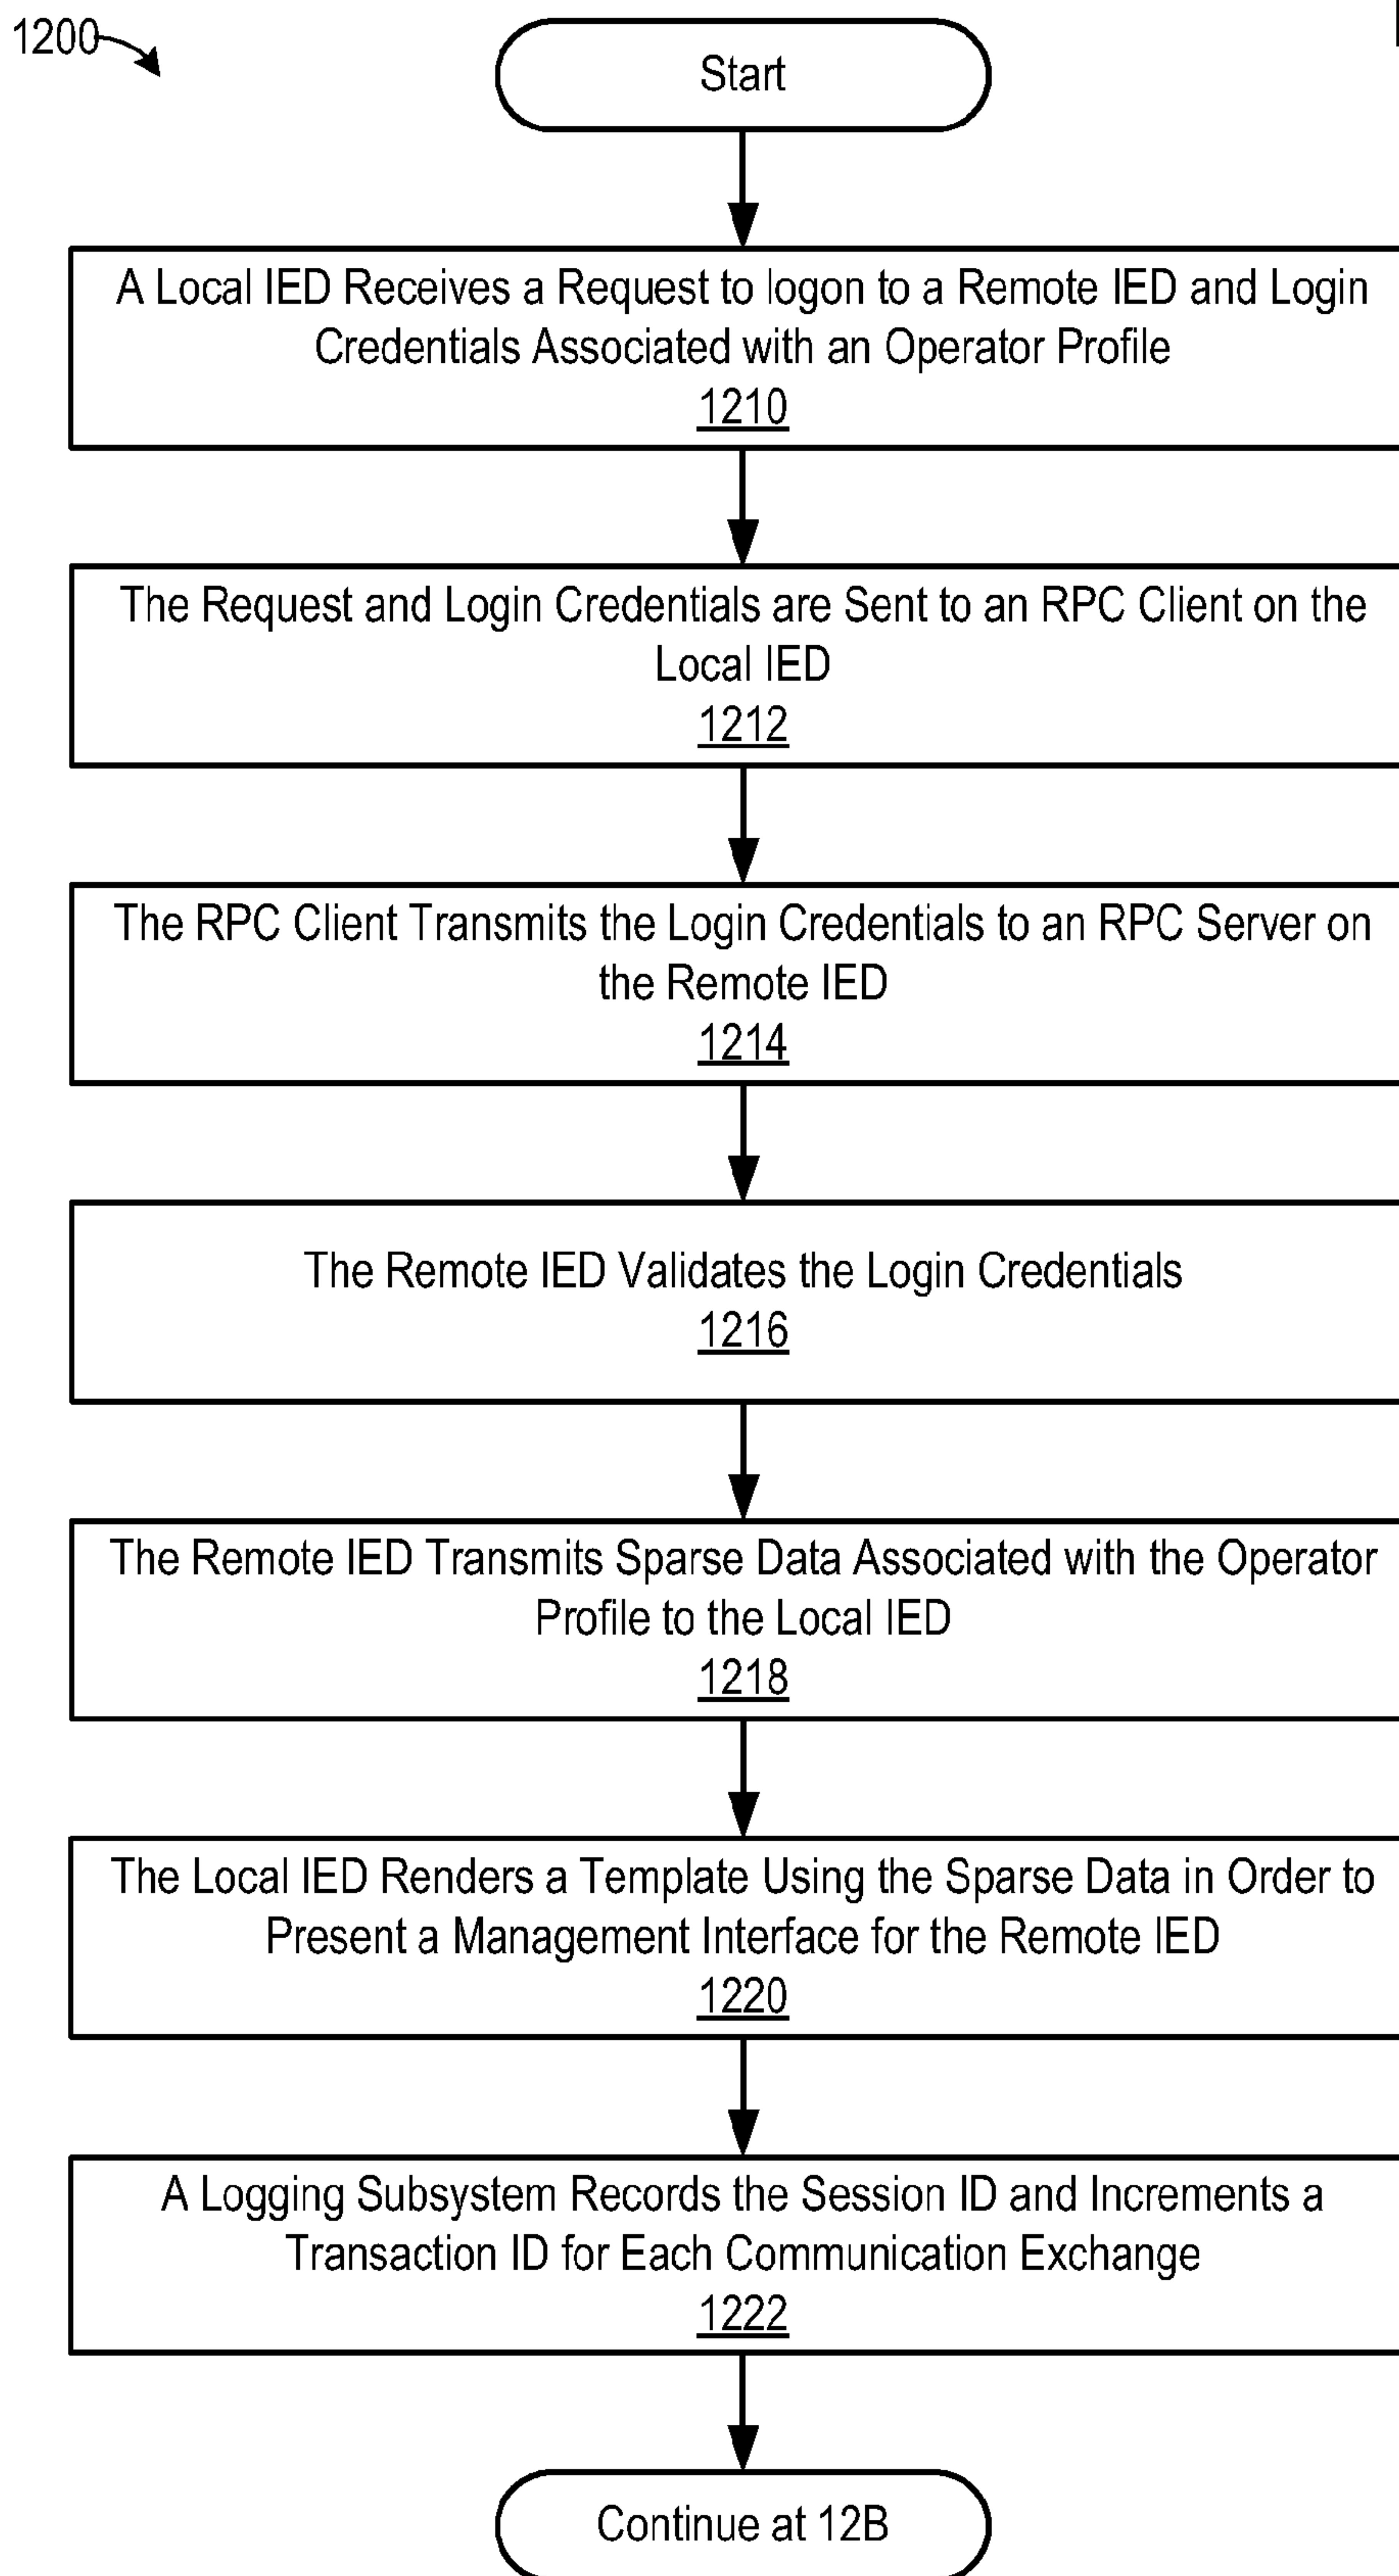 1200
Start
A Local IED Receives a Request to logon to a Remote IED and Login
Credentials Associated with an Operator Profile
1210
The Request and Login Credentials are Sent to an RPC Client on the
Local IED
1212
The RPC Client Transmits the Login Credentials to an RPC Server on
the Remote IED
1214
The Remote IED Validates the Login Credentials
1216
The Remote IED Transmits Sparse Data Associated with the Operator
Profile to the Local IED
1218
The Local IED Renders a Template Using the Sparse Data in Order to
Present a Management Interface for the Remote IED
1220
A Logging Subsystem Records the Session ID and Increments a
Transaction ID for Each Communication Exchange
1222
Continue at 12B